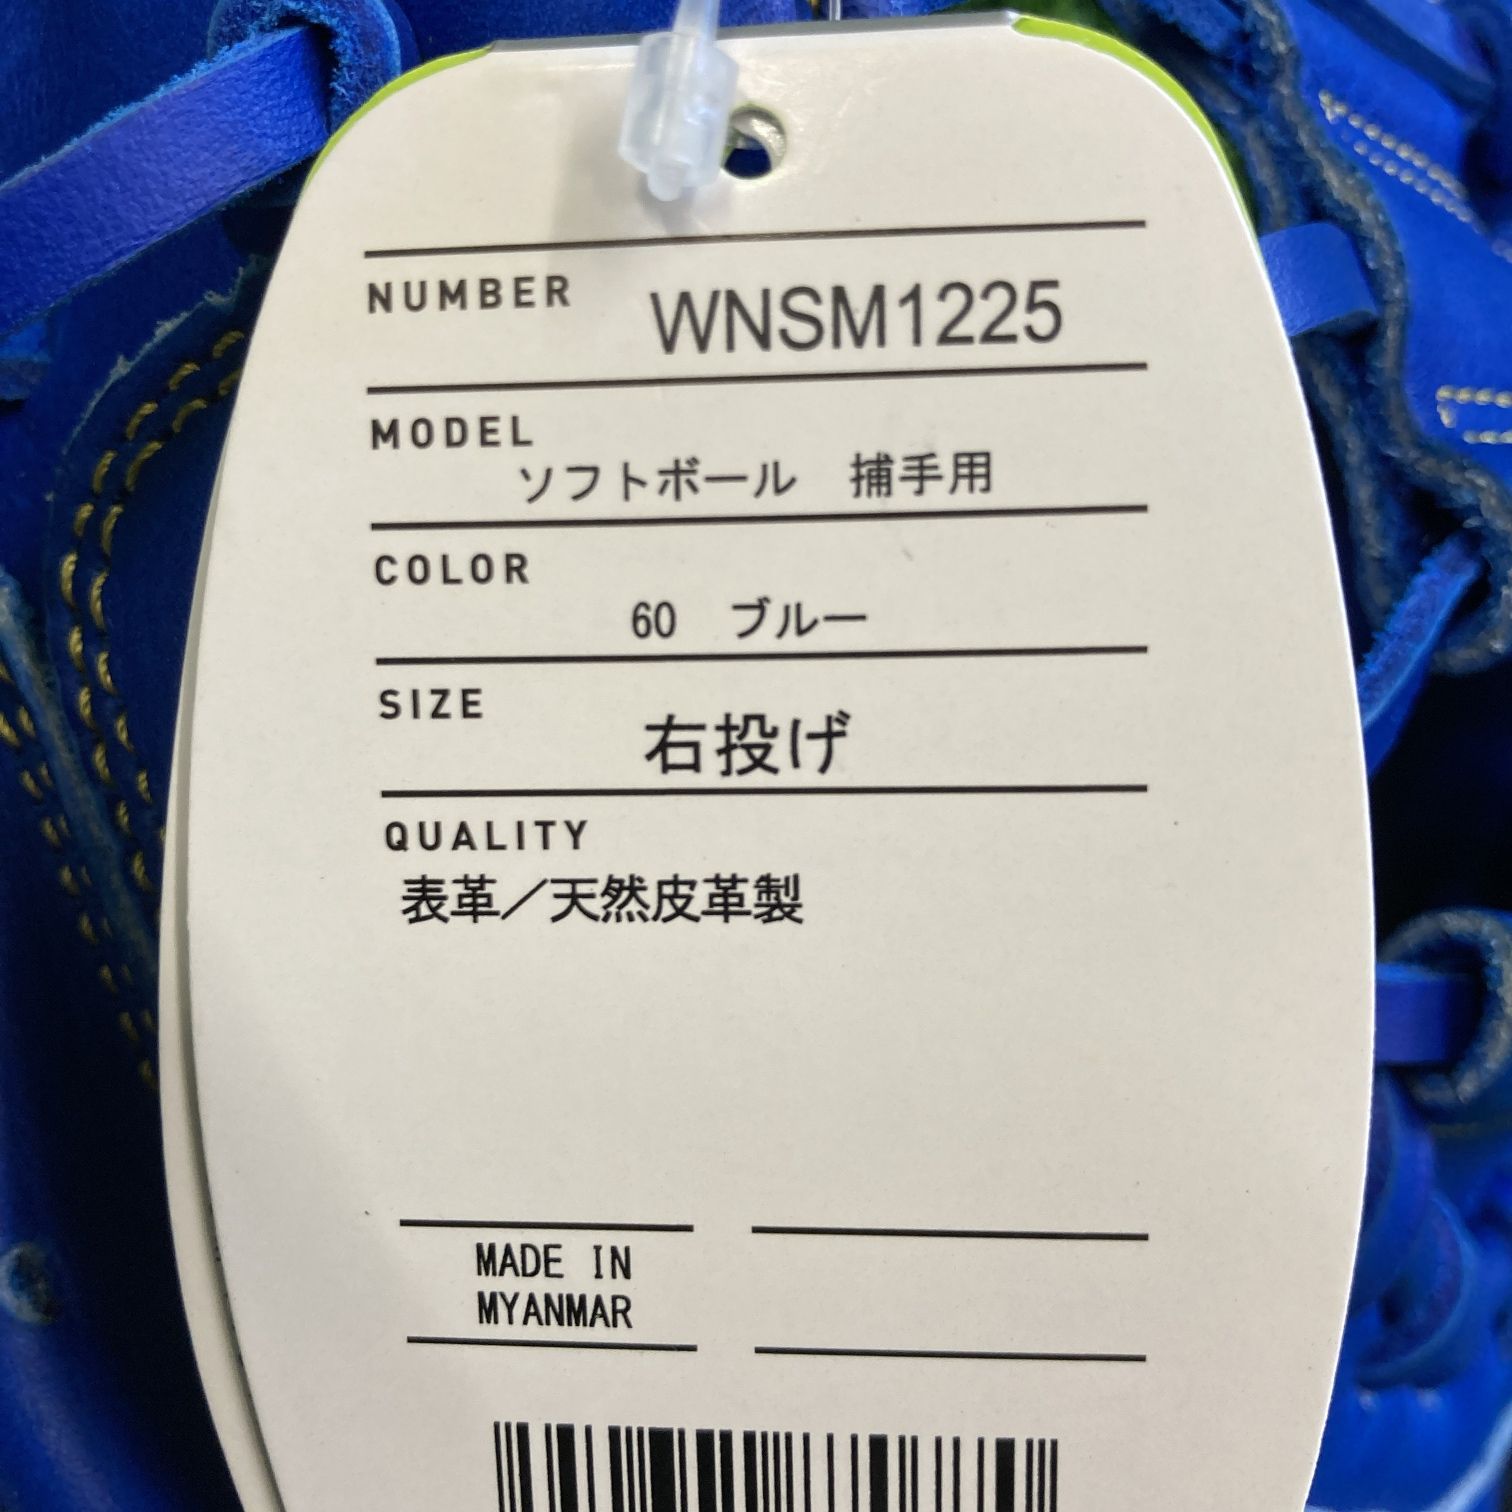 NUMBER WNSM1225
MODEL
ソフトボール　捕手用
COLOR
60　ブルー
SIZE
右投げ
QUALITY
表革／天然皮革製
MADE IN
MYANMAR